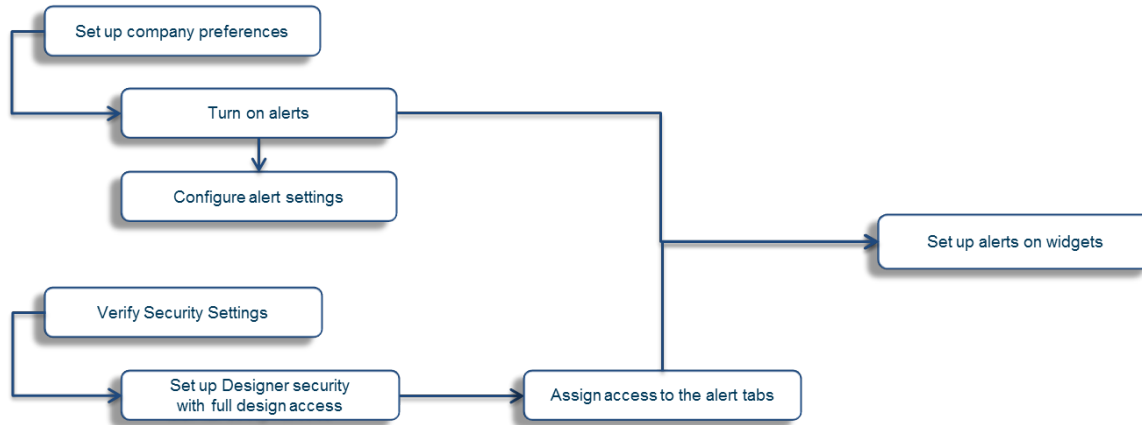 Set up company preferences
Turn on alerts
Configure alert settings
Set up alerts on widgets
Verify Security Settings
Set up Designer security
with full design access
Assign access to the alert tabs